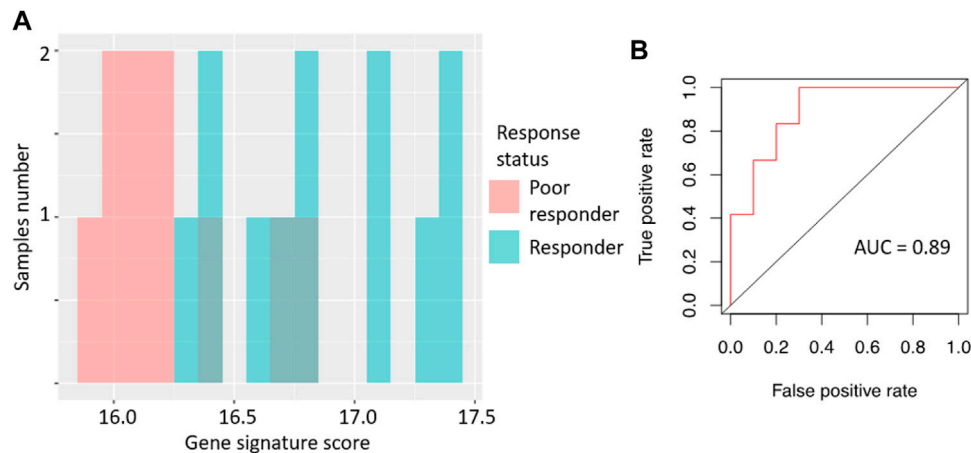 A
2
1
Samples number
16.0 16.5 17.0 17.5
Gene signature score
Response
status
Poor
responder
Responder
B
True positive rate
1.0
0.8
0.6
0.4
0.2
0.0
AUC = 0.89
0.0 0.2 0.4 0.6 0.8 1.0
False positive rate